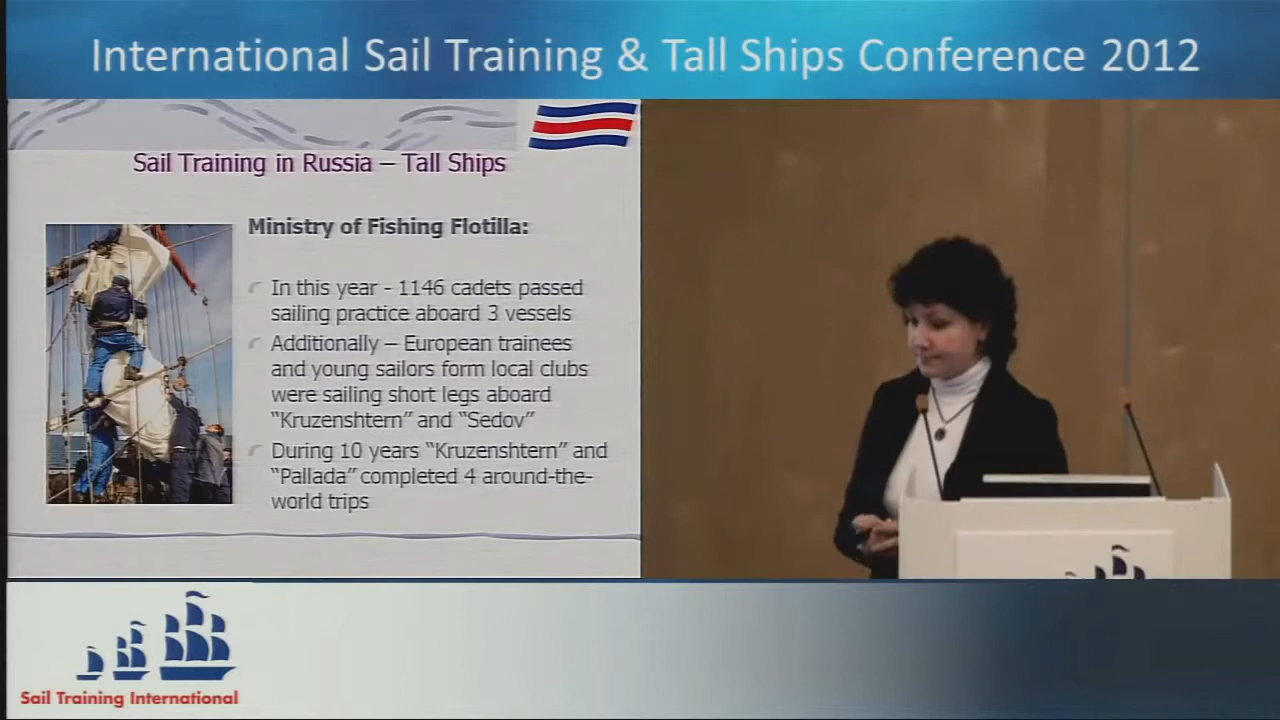 International Sail Training & Tall Ships Conference 2012
Sail Training in Russia – Tall Ships
Ministry of Fishing Flotilla:
In this year - 1146 cadets passed
sailing practice aboard 3 vessels
Additionally – European trainees
and young sailors form local clubs
were sailing short legs aboard
“Kruzenshtern” and “Sedov”
During 10 years “Kruzenshtern” and
“Pallada” completed 4 around-the-
world trips
Sail Training International